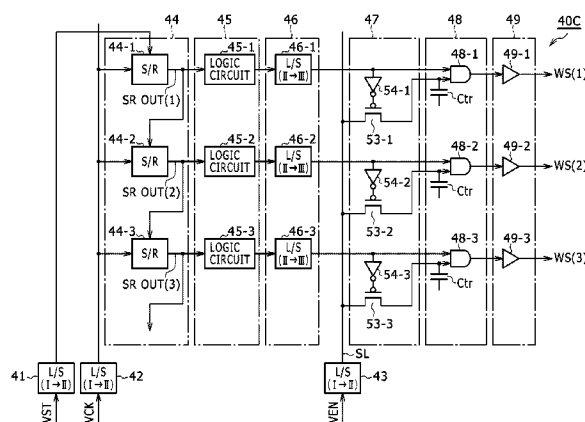 44 45 46 47 48 49 40C
44-1 45-1 46-1 48-1 49-1
S/R LOGIC CIRCUIT L/S (II→III) WS(1)
SR OUT(1) 54-1 Ctr
53-1
44-2 45-2 46-2 48-2 49-2
S/R LOGIC CIRCUIT L/S (II→III) WS(2)
SR OUT(2) 54-2 Ctr
53-2
44-3 45-3 46-3 48-3 49-3
S/R LOGIC CIRCUIT L/S (II→III) WS(3)
SR OUT(3) 54-3 Ctr
53-3
SL
41 L/S (I→II) L/S (I→II) 42 L/S (I→II) 43
VST VCK VEN